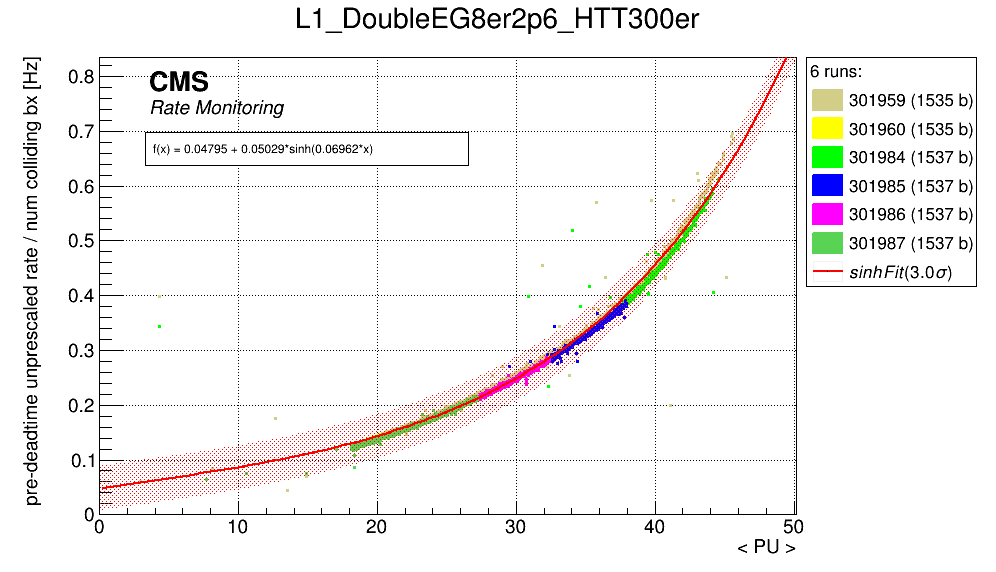 L1_DoubleEG8er2p6_HTT300er
pre-deadtime unprescaled rate / num colliding bx [Hz]
CMS
Rate Monitoring
f(x) = 0.04795 + 0.05029*sinh(0.06962*x)
0.8
0.7
0.6
0.5
0.4
0.3
0.2
0.1
0
0 10 20 30 40 50
< PU >
6 runs:
301959 (1535 b)
301960 (1535 b)
301984 (1537 b)
301985 (1537 b)
301986 (1537 b)
301987 (1537 b)
sinhFit(3.0σ)